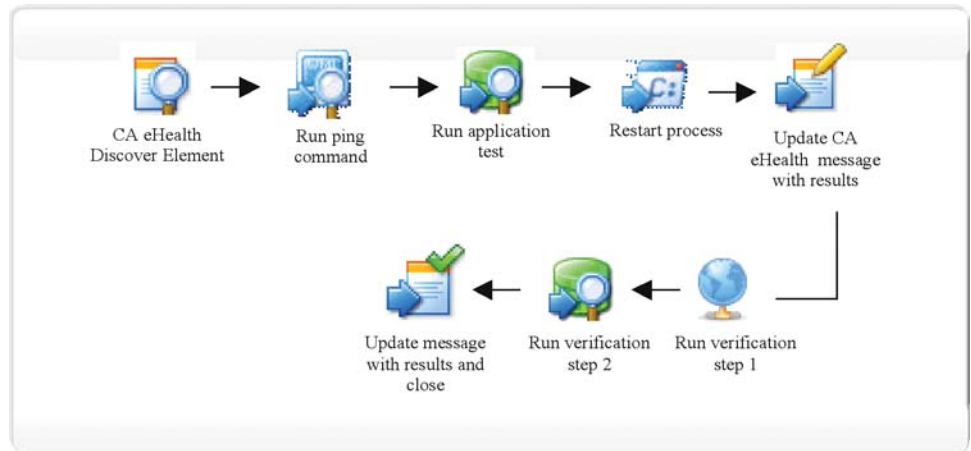 CA eHealth
Discover Element
Run ping
command
Run application
test
Restart process
Update CA
eHealth message
with results
Run verification
step 1
Run verification
step 2
Update message
with results and
close
C: